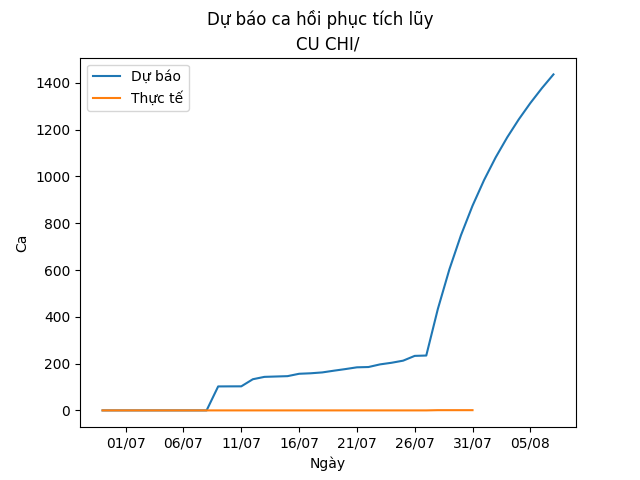 Dự báo ca hồi phục tích lũy
CU CHI/
Dự báo
Thực tế
Ca
1400
1200
1000
800
600
400
200
0
01/07 06/07 11/07 16/07 21/07 26/07 31/07 05/08
Ngày